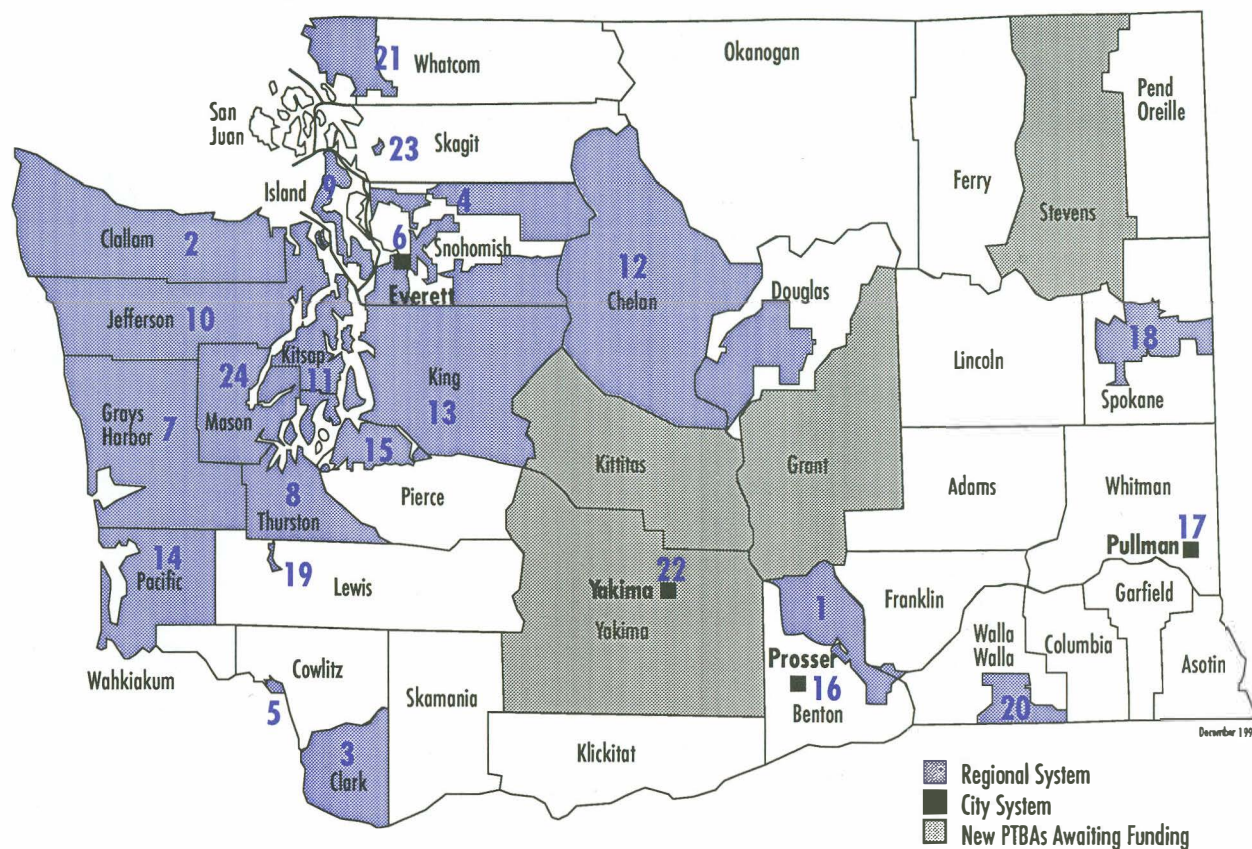 21
Whatcom
Okanogan
Pend
Oreille
San
Juan
Skagit
23
Island
9
4
Ferry
Stevens
Clallam
2
6
Snohomish
12
Everett
Chelan
Douglas
Jefferson
10
Kitsap
11
King
13
Lincoln
18
Spokane
24
Mason
Grays
Harbor
7
15
Kittitas
Grant
8
Thurston
Pierce
Adams
Whitman
17
Pullman
14
Pacific
19
Lewis
Yakima
22
Yakima
1
Franklin
Garfield
Walla
Walla
Columbia
Asotin
Wahkiakum
Cowlitz
5
Skamania
Prosser
16
Benton
20
3
Clark
Klickitat
December 199
Regional System
City System
New PTBAs Awaiting Funding